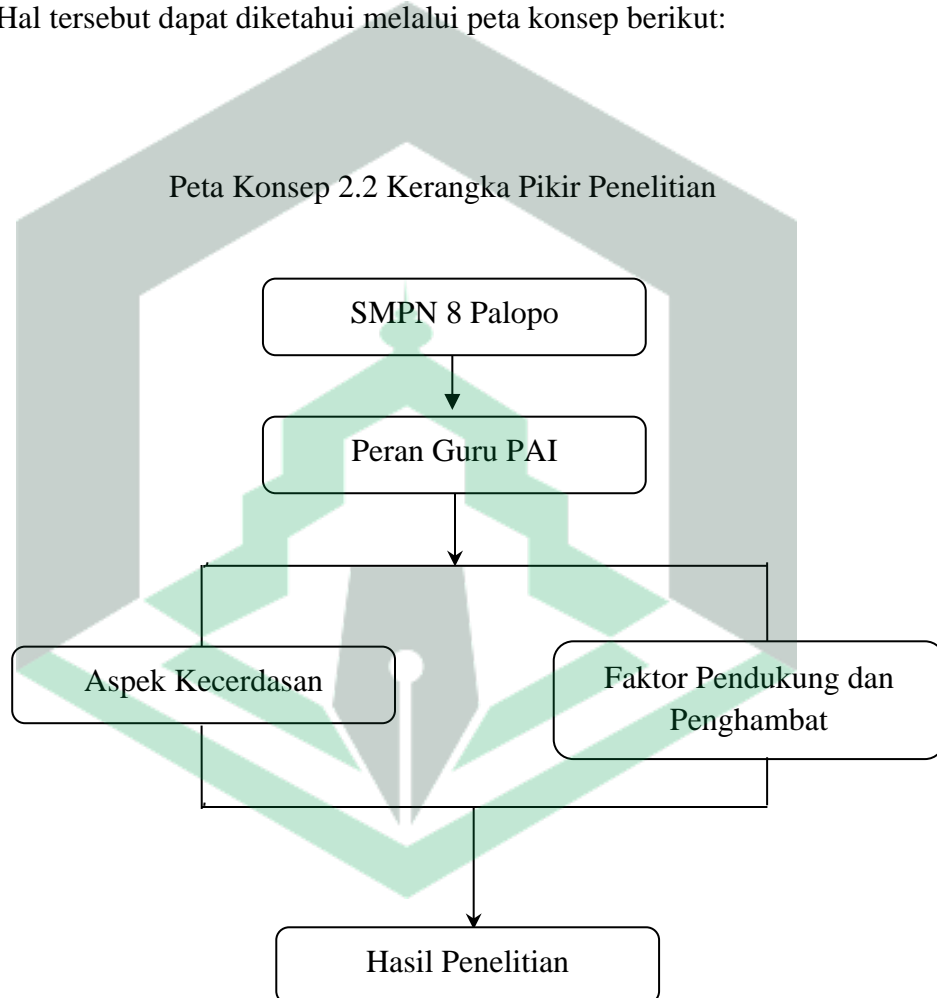 Hal tersebut dapat diketahui melalui peta konsep berikut:
Peta Konsep 2.2 Kerangka Pikir Penelitian
SMPN 8 Palopo
Peran Guru PAI
Aspek Kecerdasan
Faktor Pendukung dan
Penghambat
Hasil Penelitian